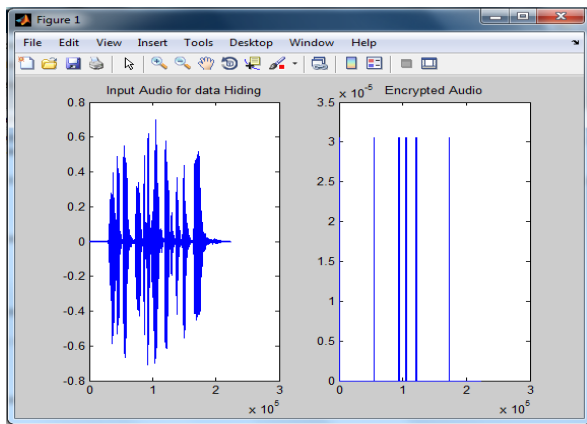 Figure 1
File Edit View Insert Tools Desktop Window Help
Input Audio for data Hiding
0.8
0.6
0.4
0.2
0
-0.2
-0.4
-0.6
-0.8
0 1 2 3
x 10^5
x 10^-5 Encrypted Audio
3.5
3
2.5
2
1.5
1
0.5
0
0 1 2 3
x 10^5